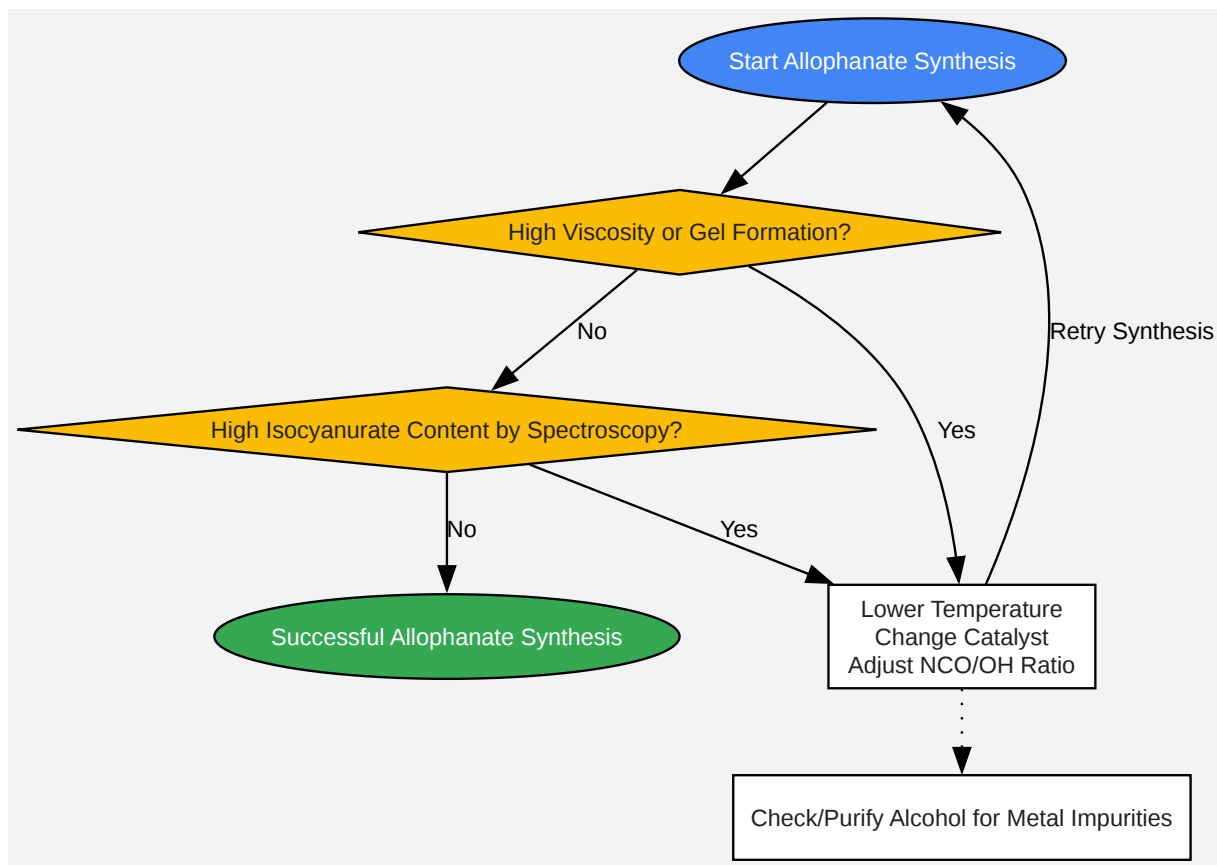 Start Allophanate Synthesis
High Viscosity or Gel Formation?
No
Retry Synthesis
High Isocyanurate Content by Spectroscopy?
Yes
No
Yes
Successful Allophanate Synthesis
Lower Temperature
Change Catalyst
Adjust NCO/OH Ratio
Check/Purify Alcohol for Metal Impurities